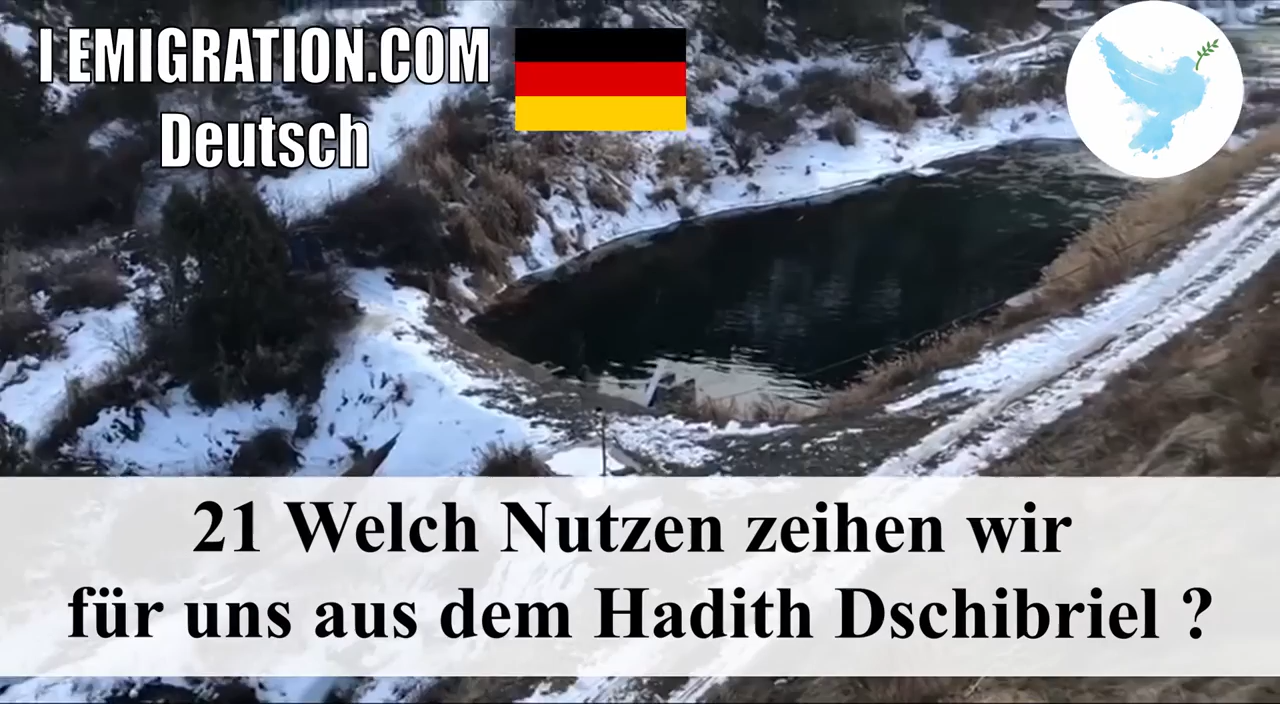 I EMIGRATION.COM
Deutsch
21 Welch Nutzen zeihen wir
für uns aus dem Hadith Dschibriel ?